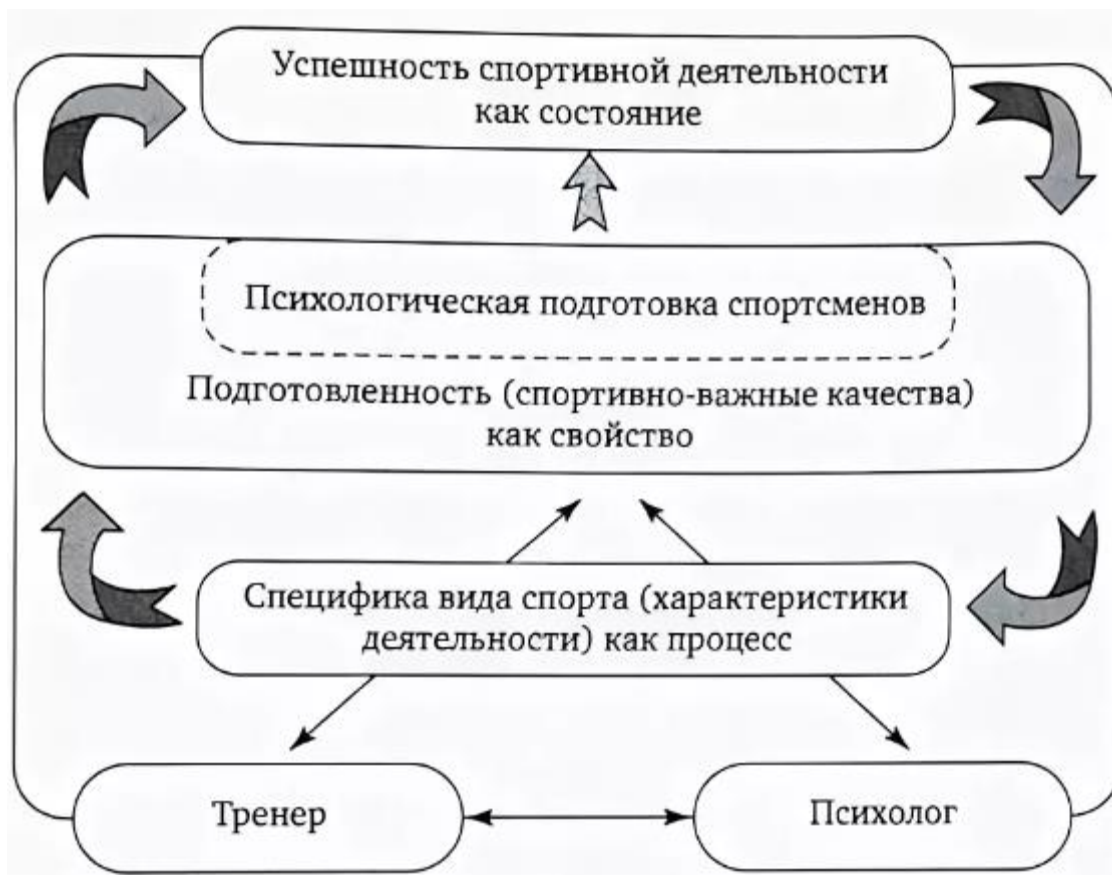 Успешность спортивной деятельности
как состояние
Психологическая подготовка спортсменов
Подготовленность (спортивно-важные качества)
как свойство
Специфика вида спорта (характеристики
деятельности) как процесс
Тренер
Психолог